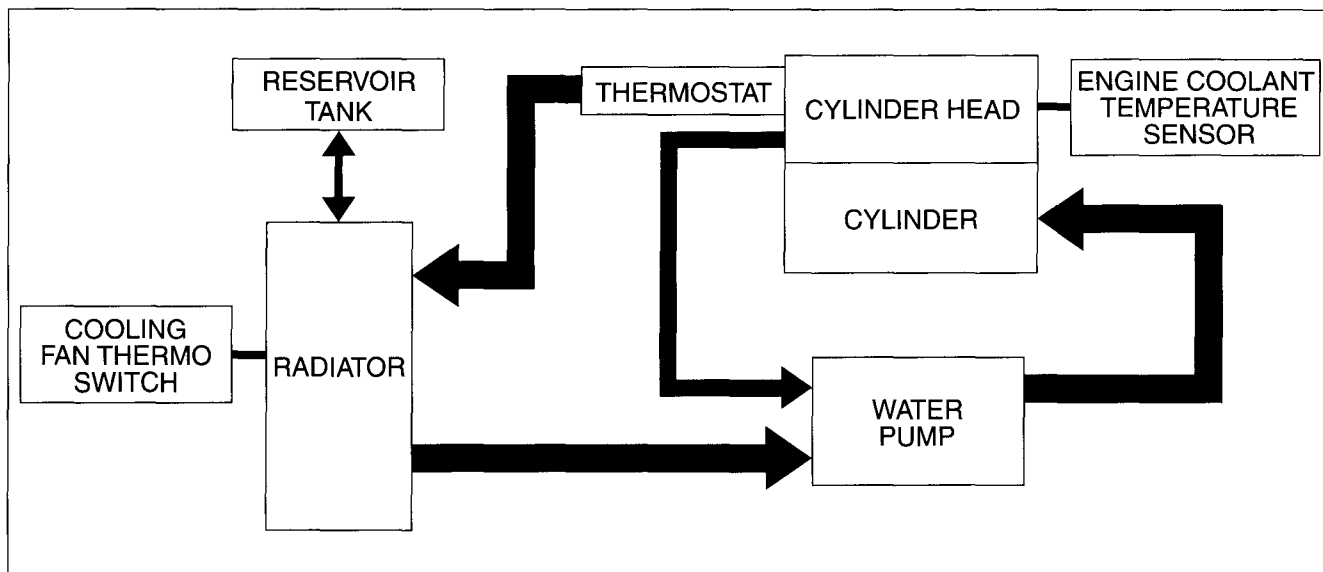 RESERVOIR
TANK
THERMOSTAT
CYLINDER HEAD
ENGINE COOLANT
TEMPERATURE
SENSOR
CYLINDER
COOLING
FAN THERMO
SWITCH
RADIATOR
WATER
PUMP